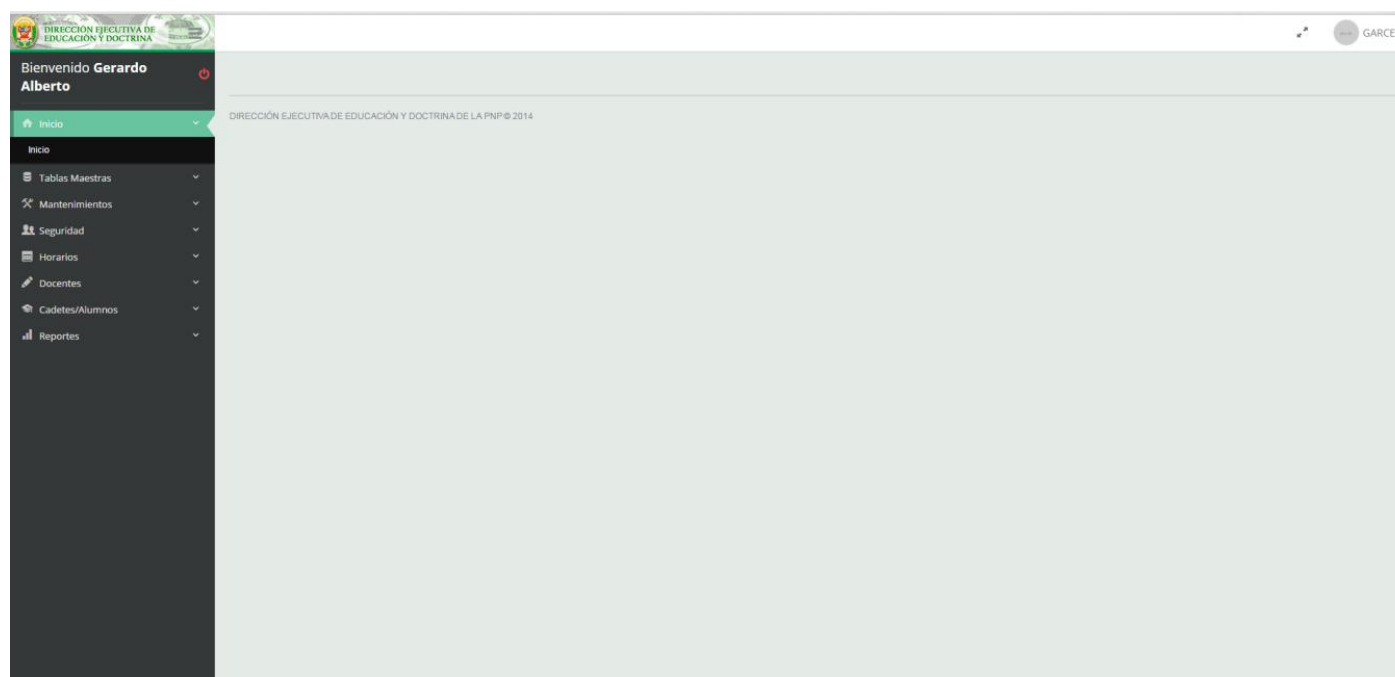 DIRECCIÓN EJECUTIVA DE
EDUCACIÓN Y DOCTRINA
GARCE
Bienvenido Gerardo
Alberto
Inicio
Inicio
Tablas Maestras
Mantenimientos
Seguridad
Horarios
Docentes
Cadetes/Alumnos
Reportes
DIRECCIÓN EJECUTIVA DE EDUCACIÓN Y DOCTRINA DE LA PNP© 2014